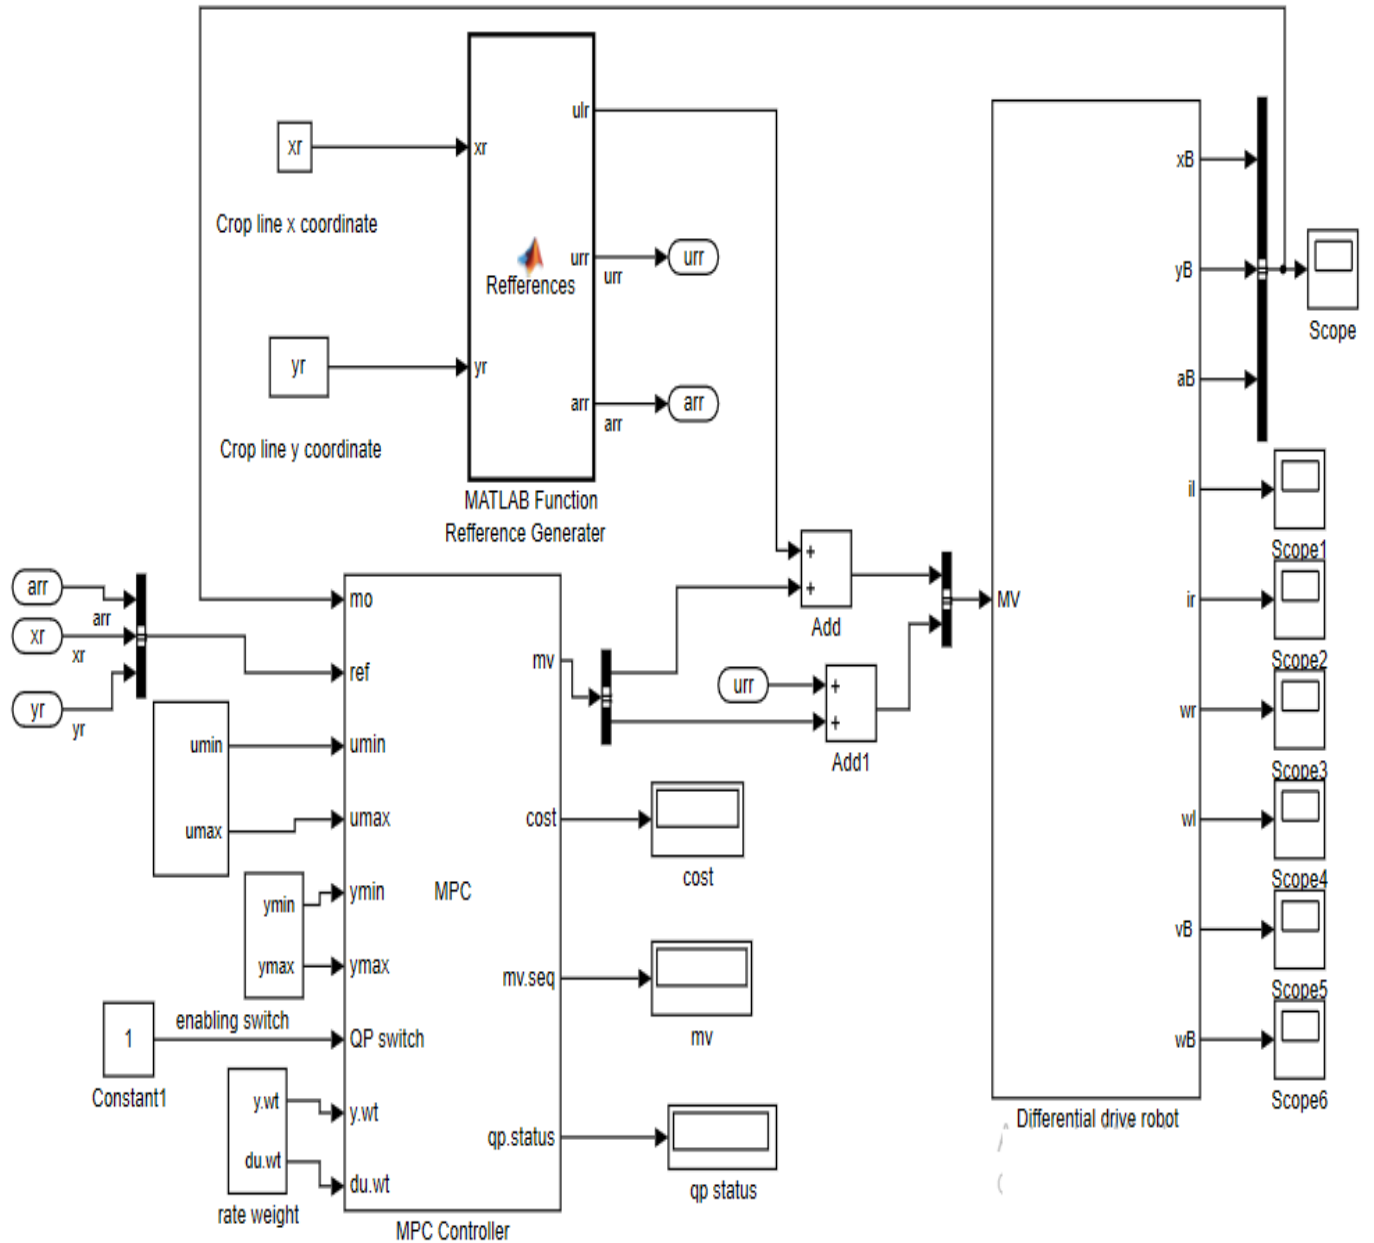 xr
xr
Crop line x coordinate
yr
yr
Crop line y coordinate
ulr
urr
urr
urr
Refferences
arr
arr
arr
MATLAB Function
Refference Generater
xB
yB
aB
il
ir
wr
wl
vB
wB
MV
Differential drive robot
Scope
Scope1
Scope2
Scope3
Scope4
Scope5
Scope6
+
+
Add
urr
+
+
Add1
arr
arr
xr
xr
yr
yr
umin
umax
ymin
ymax
1
Constant1
enabling switch
y.wt
du.wt
rate weight
mo
ref
umin
umax
ymin
ymax
QP switch
y.wt
du.wt
MPC
mv
cost
mv.seq
qp.status
MPC Controller
cost
mv
qp status